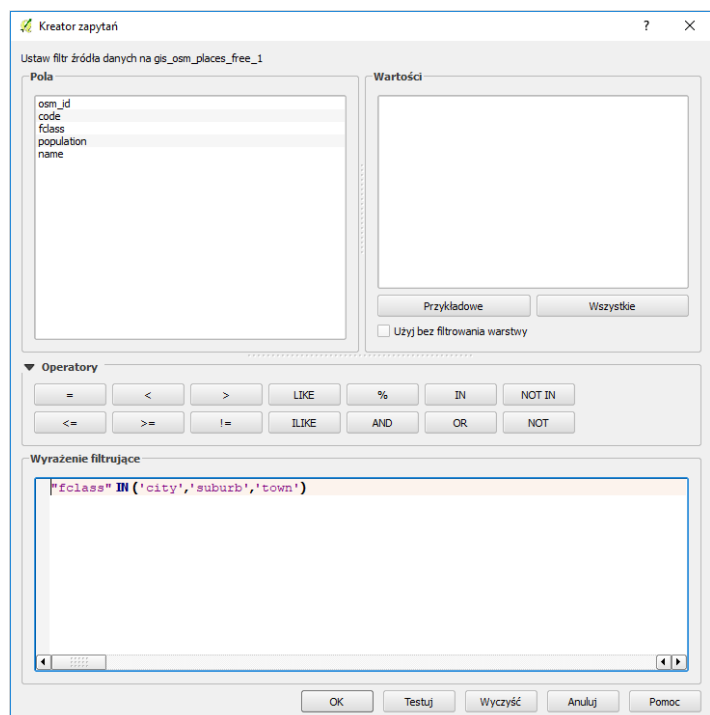 Kreator zapytań
?
Ustaw filtr źródła danych na gis_osm_places_free_1
Pola
osm_id
code
fclass
population
name
Wartości
Przykładowe Wszystkie
Użyj bez filtrowania warstwy
Operatory
= < > LIKE % IN NOT IN
<= >= != ILIKE AND OR NOT
Wyrażenie filtrujące
"fclass" IN ('city','suburb','town')
OK Testuj Wyczyść Anuluj Pomoc